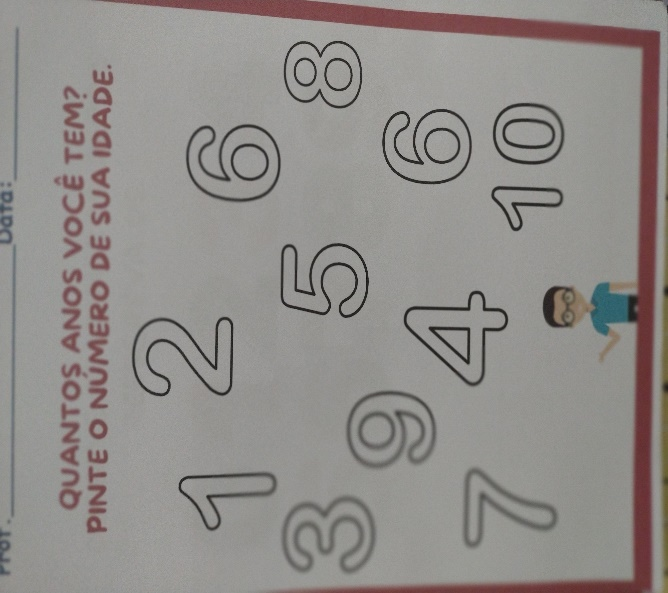 Prof. Data:
QUANTOS ANOS VOCÊ TEM?
PINTE O NÚMERO DE SUA IDADE.
1 2 6
3 5 8
9 6
7 4 10